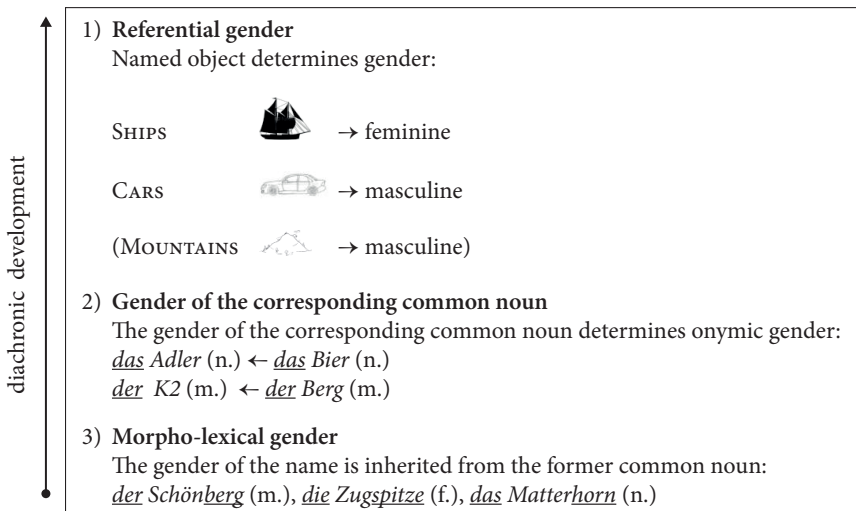 diachronic development
1) Referential gender
Named object determines gender:
SHIPS → feminine
CARS → masculine
(MOUNTAINS → masculine)
2) Gender of the corresponding common noun
The gender of the corresponding common noun determines onymic gender:
das Adler (n.) ← das Bier (n.)
der K2 (m.) ← der Berg (m.)
3) Morpho-lexical gender
The gender of the name is inherited from the former common noun:
der Schönberg (m.), die Zugspitze (f.), das Matterhorn (n.)